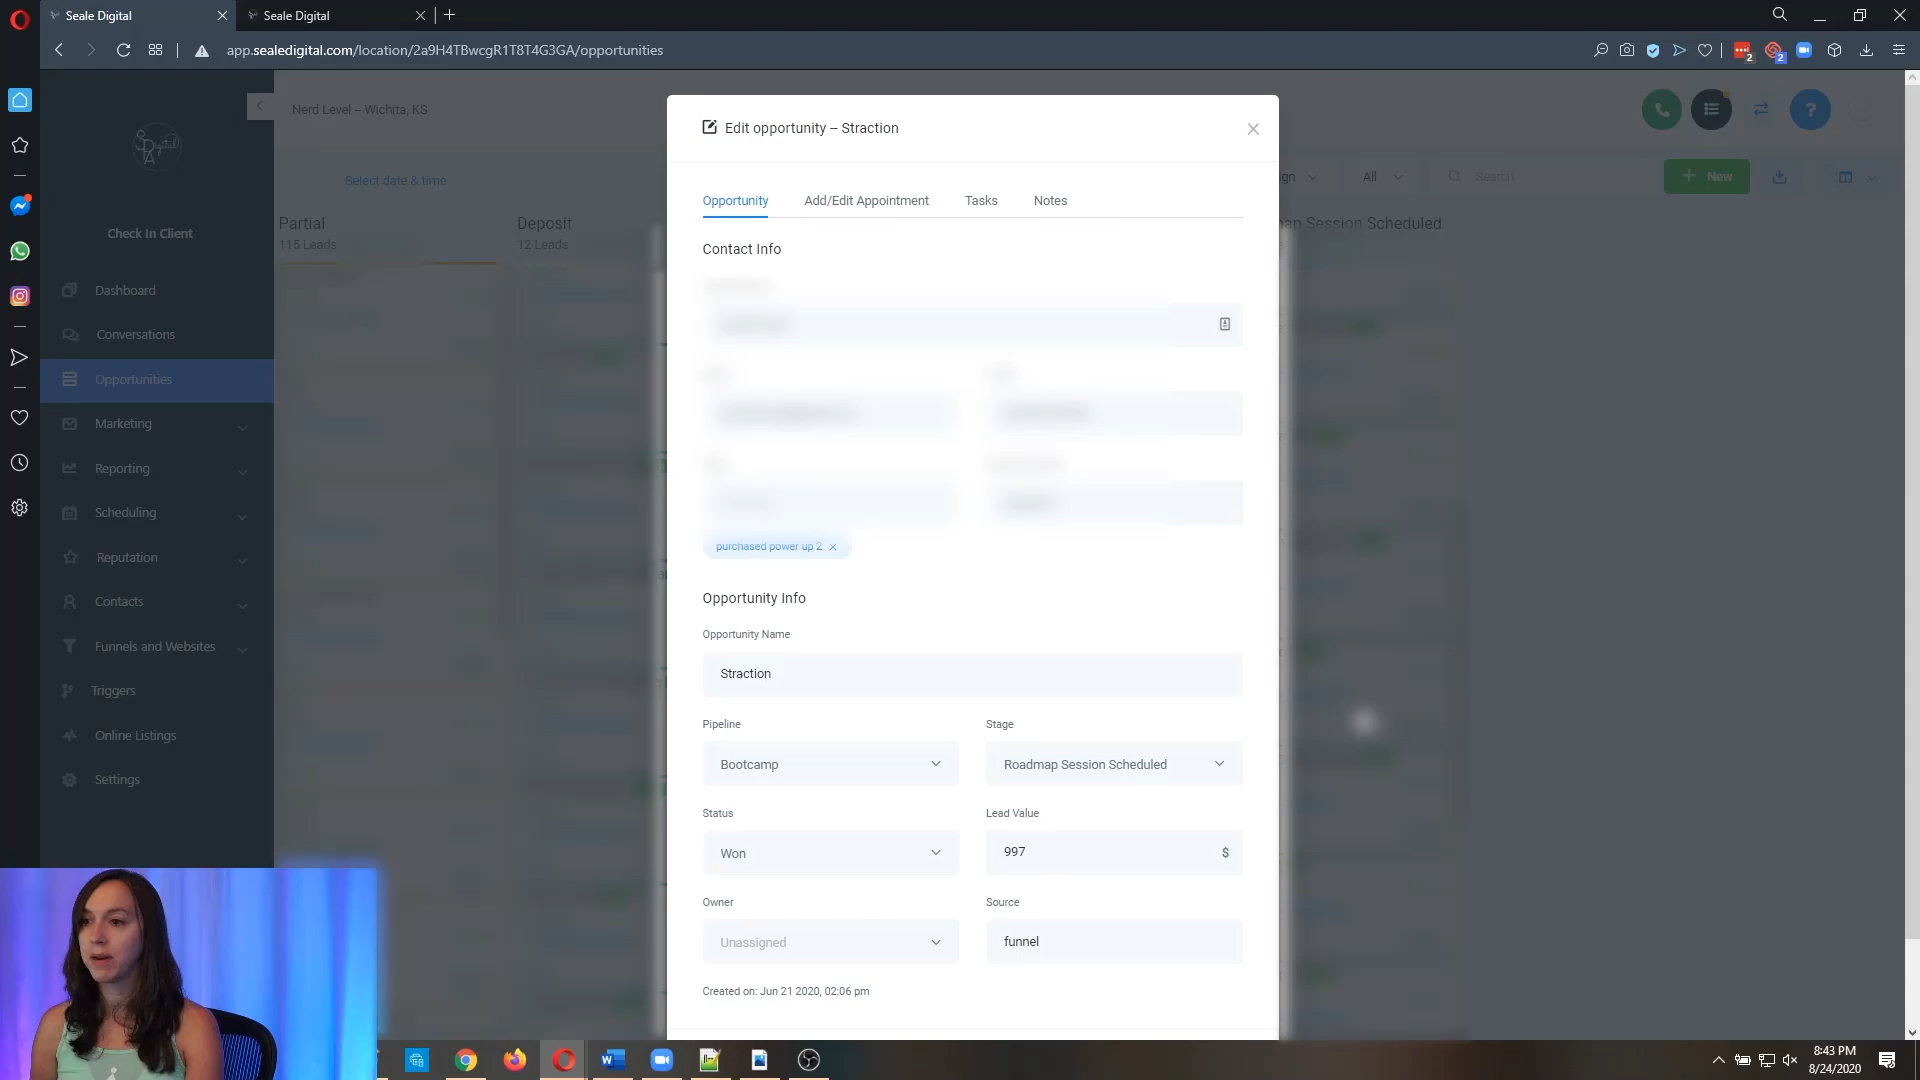 Seale Digital
Seale Digital
app.sealedigital.com/location/2a9H4TBwcgR1T8T4G3GA/opportunities
2
2
Nerd Level – Wichita, KS
Select date & time
Partial
115 Leads
Deposit
12 Leads
All
Search
New
Session Scheduled
Check In Client
Dashboard
Conversations
Opportunities
Marketing
Reporting
Scheduling
Reputation
Contacts
Funnels and Websites
Triggers
Online Listings
Settings
Edit opportunity – Straction
Opportunity
Add/Edit Appointment
Tasks
Notes
Contact Info
purchased power up 2
Opportunity Info
Opportunity Name
Straction
Pipeline
Stage
Bootcamp
Roadmap Session Scheduled
Status
Lead Value
Won
997
$
Owner
Source
Unassigned
funnel
Created on: Jun 21 2020, 02:06 pm
8:43 PM
8/24/2020